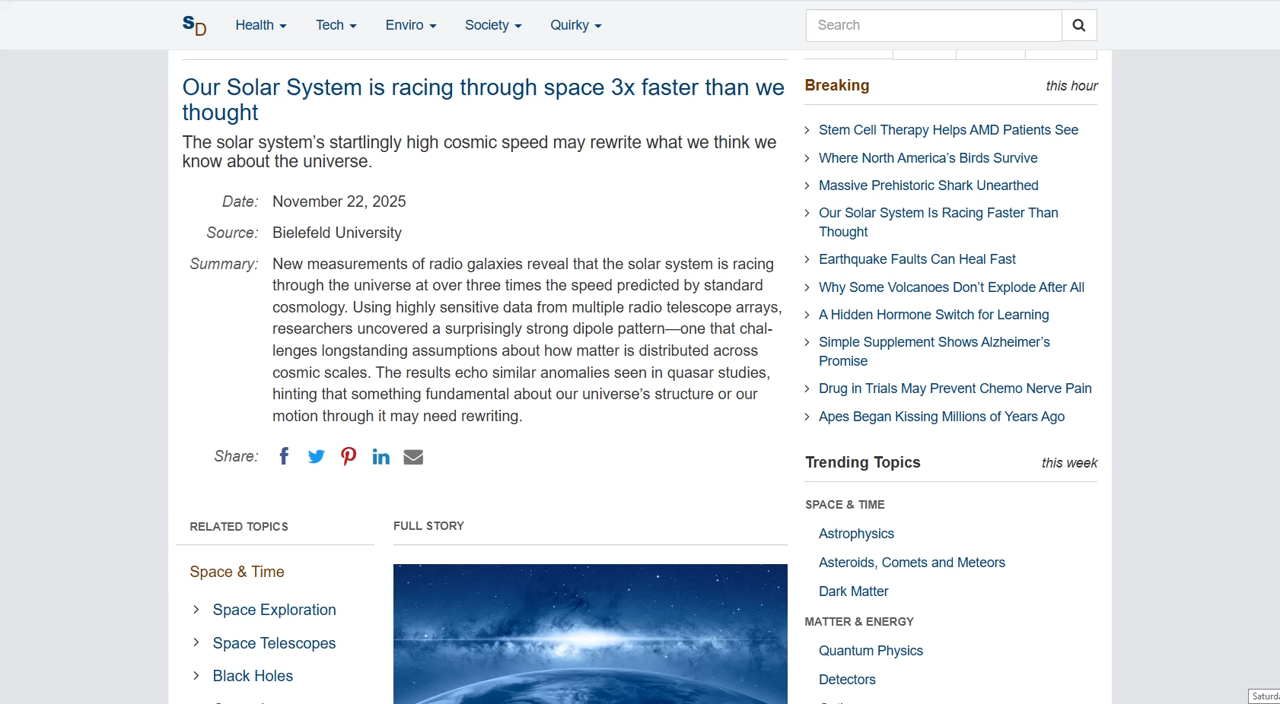 SD
Health
Tech
Enviro
Society
Quirky
Search
Our Solar System is racing through space 3x faster than we
thought
The solar system's startlingly high cosmic speed may rewrite what we think we
know about the universe.
Date: November 22, 2025
Source: Bielefeld University
Summary: New measurements of radio galaxies reveal that the solar system is racing
through the universe at over three times the speed predicted by standard
cosmology. Using highly sensitive data from multiple radio telescope arrays,
researchers uncovered a surprisingly strong dipole pattern—one that chal-
lenges longstanding assumptions about how matter is distributed across
cosmic scales. The results echo similar anomalies seen in quasar studies,
hinting that something fundamental about our universe's structure or our
motion through it may need rewriting.
Share:
RELATED TOPICS
Space & Time
Space Exploration
Space Telescopes
Black Holes
FULL STORY
Breaking
this hour
Stem Cell Therapy Helps AMD Patients See
Where North America's Birds Survive
Massive Prehistoric Shark Unearthed
Our Solar System Is Racing Faster Than
Thought
Earthquake Faults Can Heal Fast
Why Some Volcanoes Don't Explode After All
A Hidden Hormone Switch for Learning
Simple Supplement Shows Alzheimer's
Promise
Drug in Trials May Prevent Chemo Nerve Pain
Apes Began Kissing Millions of Years Ago
Trending Topics
this week
SPACE & TIME
Astrophysics
Asteroids, Comets and Meteors
Dark Matter
MATTER & ENERGY
Quantum Physics
Detectors